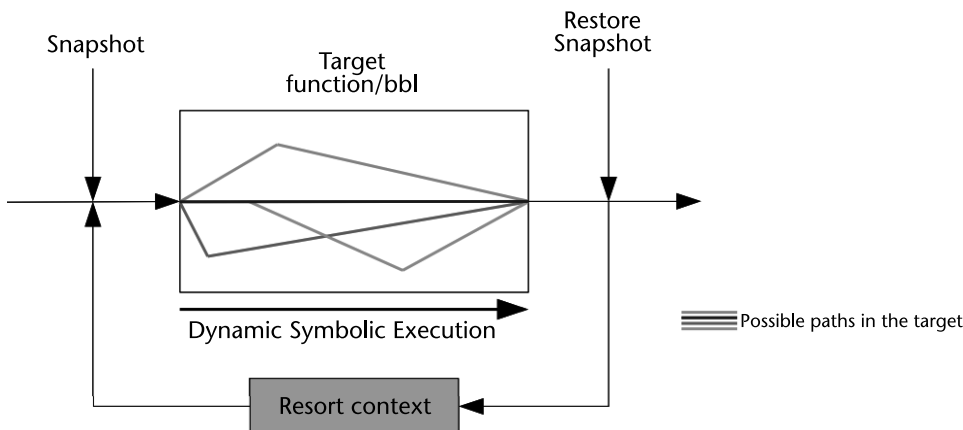 Snapshot
Target
function/bbl
Restore
Snapshot
Dynamic Symbolic Execution
Possible paths in the target
Resort context